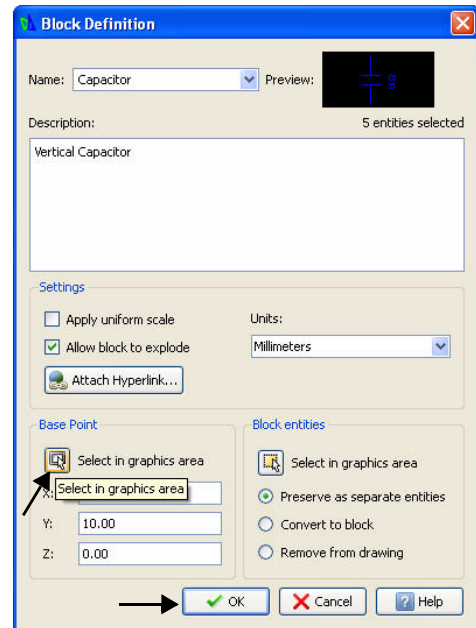 Block Definition
Name: Capacitor Preview:
Description: 5 entities selected
Vertical Capacitor
Settings
Apply uniform scale
Allow block to explode
Attach Hyperlink...
Units:
Millimeters
Base Point
Select in graphics area
Select in graphics area
X:
Y: 10.00
Z: 0.00
Block entities
Select in graphics area
Preserve as separate entities
Convert to block
Remove from drawing
OK Cancel Help